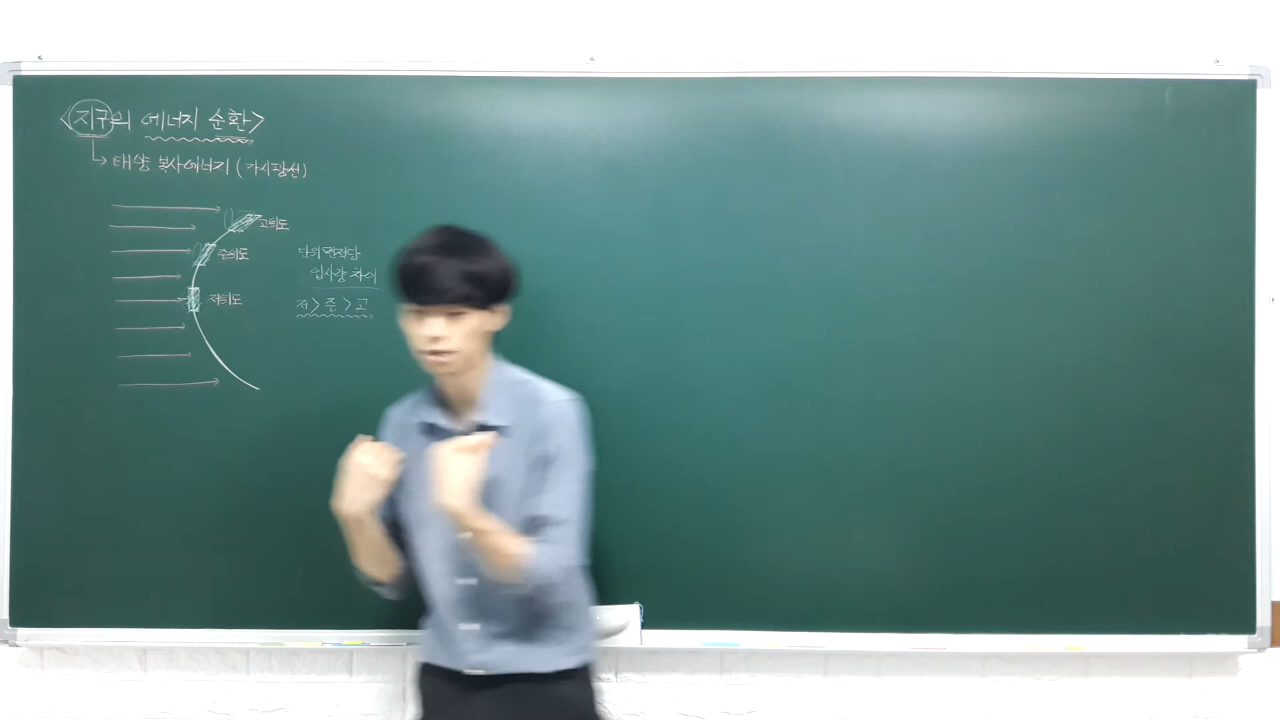 <지구의 에너지 순환>
→ 태양 복사에너지 (가시광선)
고위도
중위도
저위도
단위면적당
입사량 차이
저 > 중 > 고